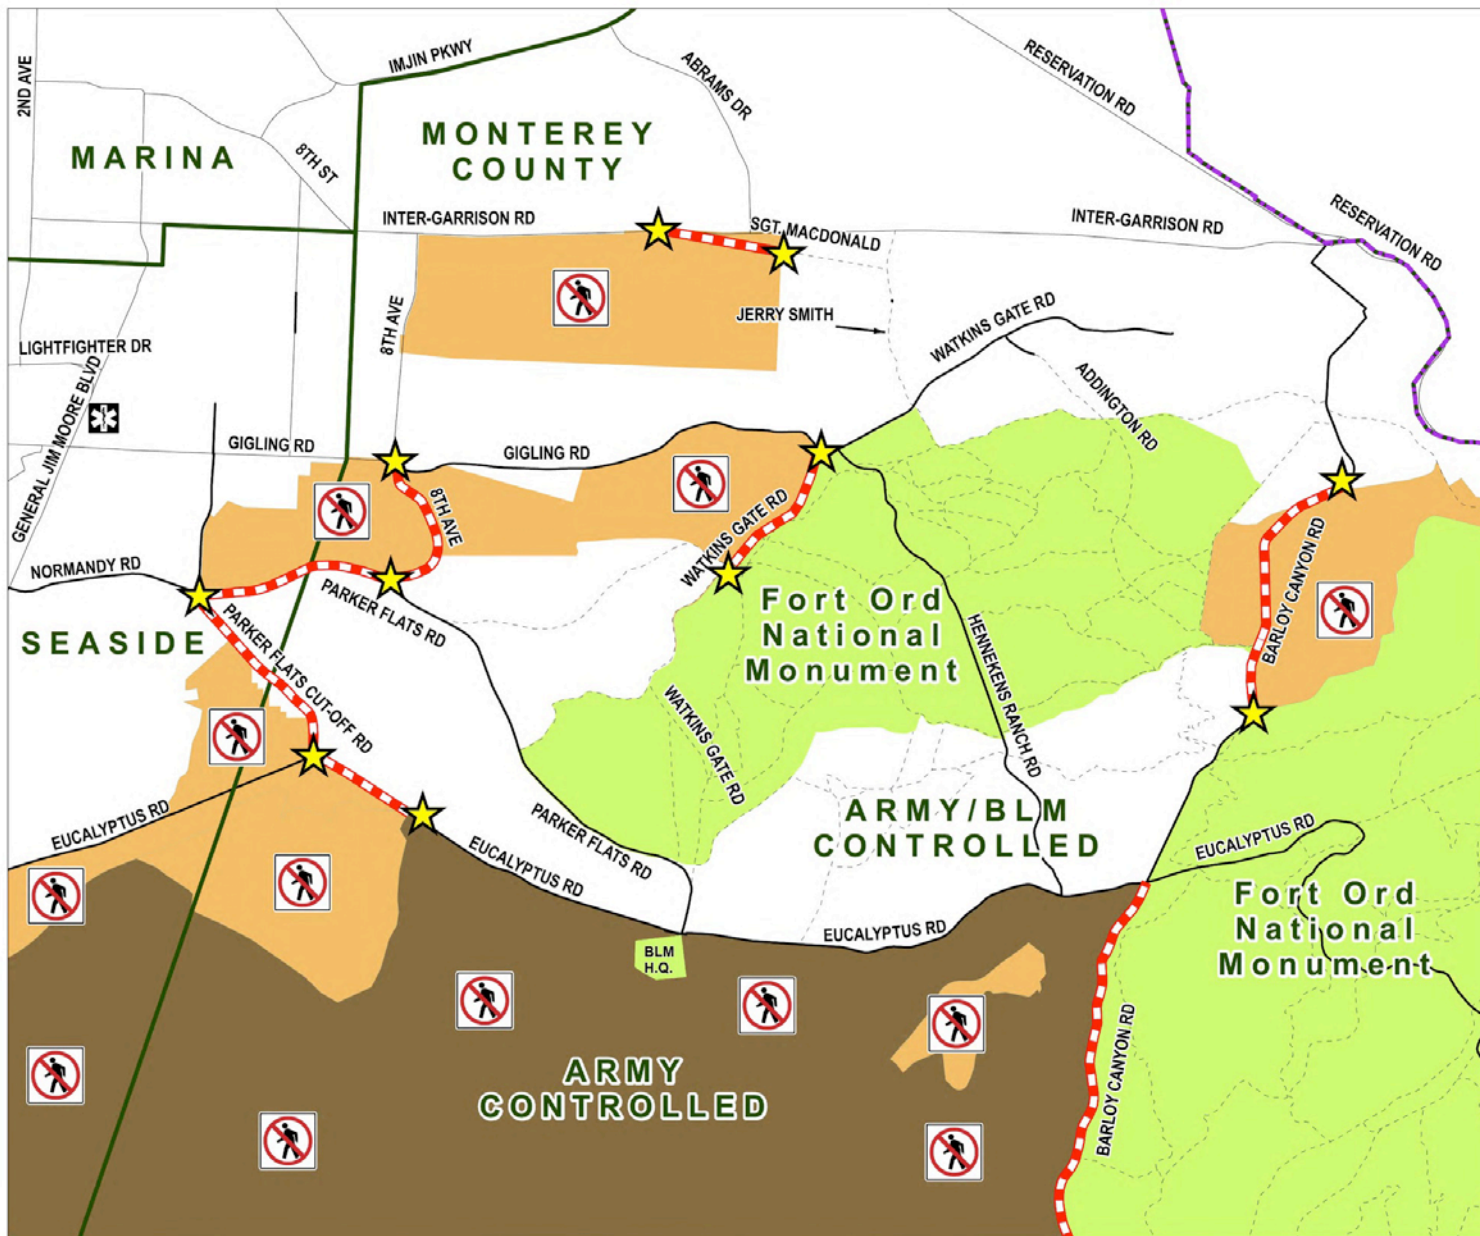 IMJIN PKWY
RESERVATION RD
2ND AVE
ABRAMS DR
MONTEREY
COUNTY
MARINA
8TH ST
INTER-GARRISON RD
SGT. MACDONALD
INTER-GARRISON RD
RESERVATION RD
8TH AVE
JERRY SMITH
WATKINS GATE RD
LIGHTFIGHTER DR
GENERAL JIM MOORE BLVD
ADDINGTON RD
GIGLING RD
GIGLING RD
8TH AVE
WATKINS GATE RD
BARLOY CANYON RD
NORMANDY RD
PARKER FLATS RD
Fort Ord
National
Monument
SEASIDE
PARKER FLATS CUT-OFF RD
HENNEKENS RANCH RD
WATKINS GATE RD
EUCALYPTUS RD
PARKER FLATS RD
ARMY/BLM
CONTROLLED
EUCALYPTUS RD
EUCALYPTUS RD
Fort Ord
National
Monument
EUCALYPTUS RD
BLM
H.Q.
BARLOY CANYON RD
ARMY
CONTROLLED